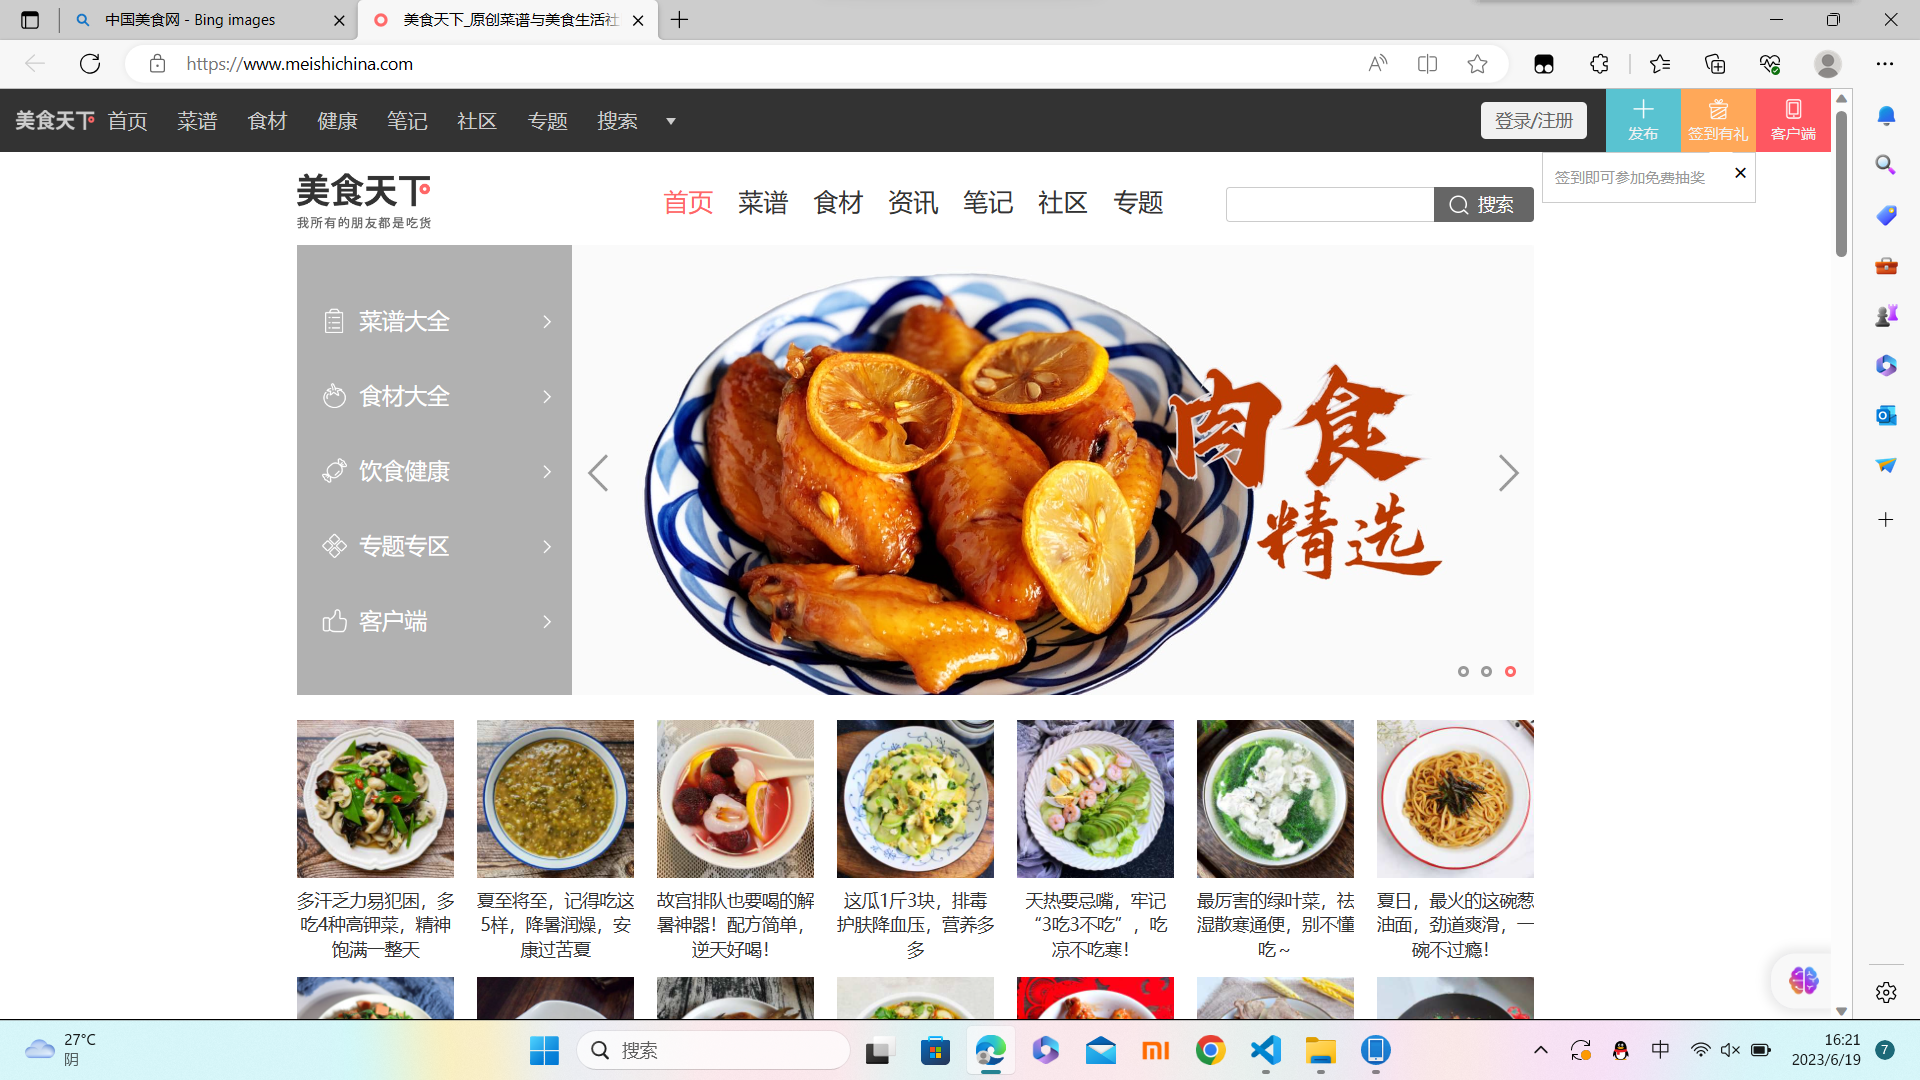 中国美食网 - Bing images
美食天下_原创菜谱与美食生活社
https://www.meishichina.com
美食天下 首页 菜谱 食材 健康 笔记 社区 专题 搜索
登录/注册
发布
签到有礼
客户端
签到即可参加免费抽奖
美食天下
我所有的朋友都是吃货
首页 菜谱 食材 资讯 笔记 社区 专题
搜索
菜谱大全
食材大全
饮食健康
专题专区
客户端
肉食
精选
多汗乏力易犯困，多
吃4种高钾菜，精神
饱满一整天
夏至将至，记得吃这
5样，降暑润燥，安
康过苦夏
故宫排队也要喝的解
暑神器！配方简单，
逆天好喝！
这瓜1斤3块，排毒
护肤降血压，营养多
多
天热要忌嘴，牢记
“3吃3不吃”，吃
凉不吃寒！
最厉害的绿叶菜，祛
湿散寒通便，别不懂
吃～
夏日，最火的这碗葱
油面，劲道爽滑，一
碗不过瘾！
27°C
阴
搜索
中
16:21
2023/6/19
7